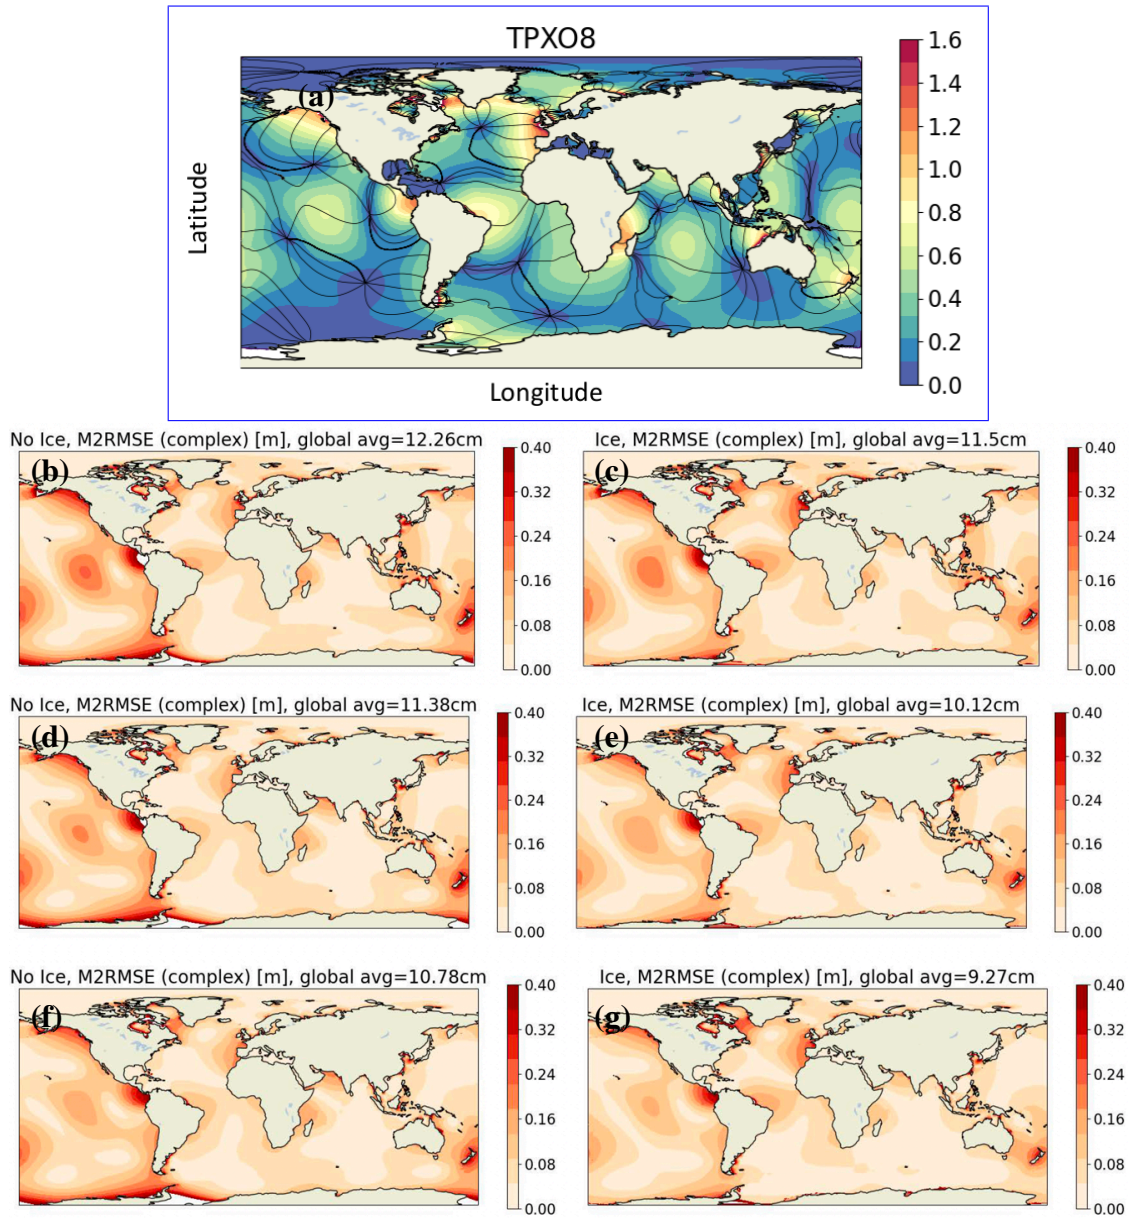 TPXO8
(a)
Latitude
Longitude
1.6
1.4
1.2
1.0
0.8
0.6
0.4
0.2
0.0
No Ice, M2RMSE (complex) [m], global avg=12.26cm
(b)
0.40
0.32
0.24
0.16
0.08
0.00
Ice, M2RMSE (complex) [m], global avg=11.5cm
(c)
0.40
0.32
0.24
0.16
0.08
0.00
No Ice, M2RMSE (complex) [m], global avg=11.38cm
(d)
0.40
0.32
0.24
0.16
0.08
0.00
Ice, M2RMSE (complex) [m], global avg=10.12cm
(e)
0.40
0.32
0.24
0.16
0.08
0.00
No Ice, M2RMSE (complex) [m], global avg=10.78cm
(f)
0.40
0.32
0.24
0.16
0.08
0.00
Ice, M2RMSE (complex) [m], global avg=9.27cm
(g)
0.40
0.32
0.24
0.16
0.08
0.00